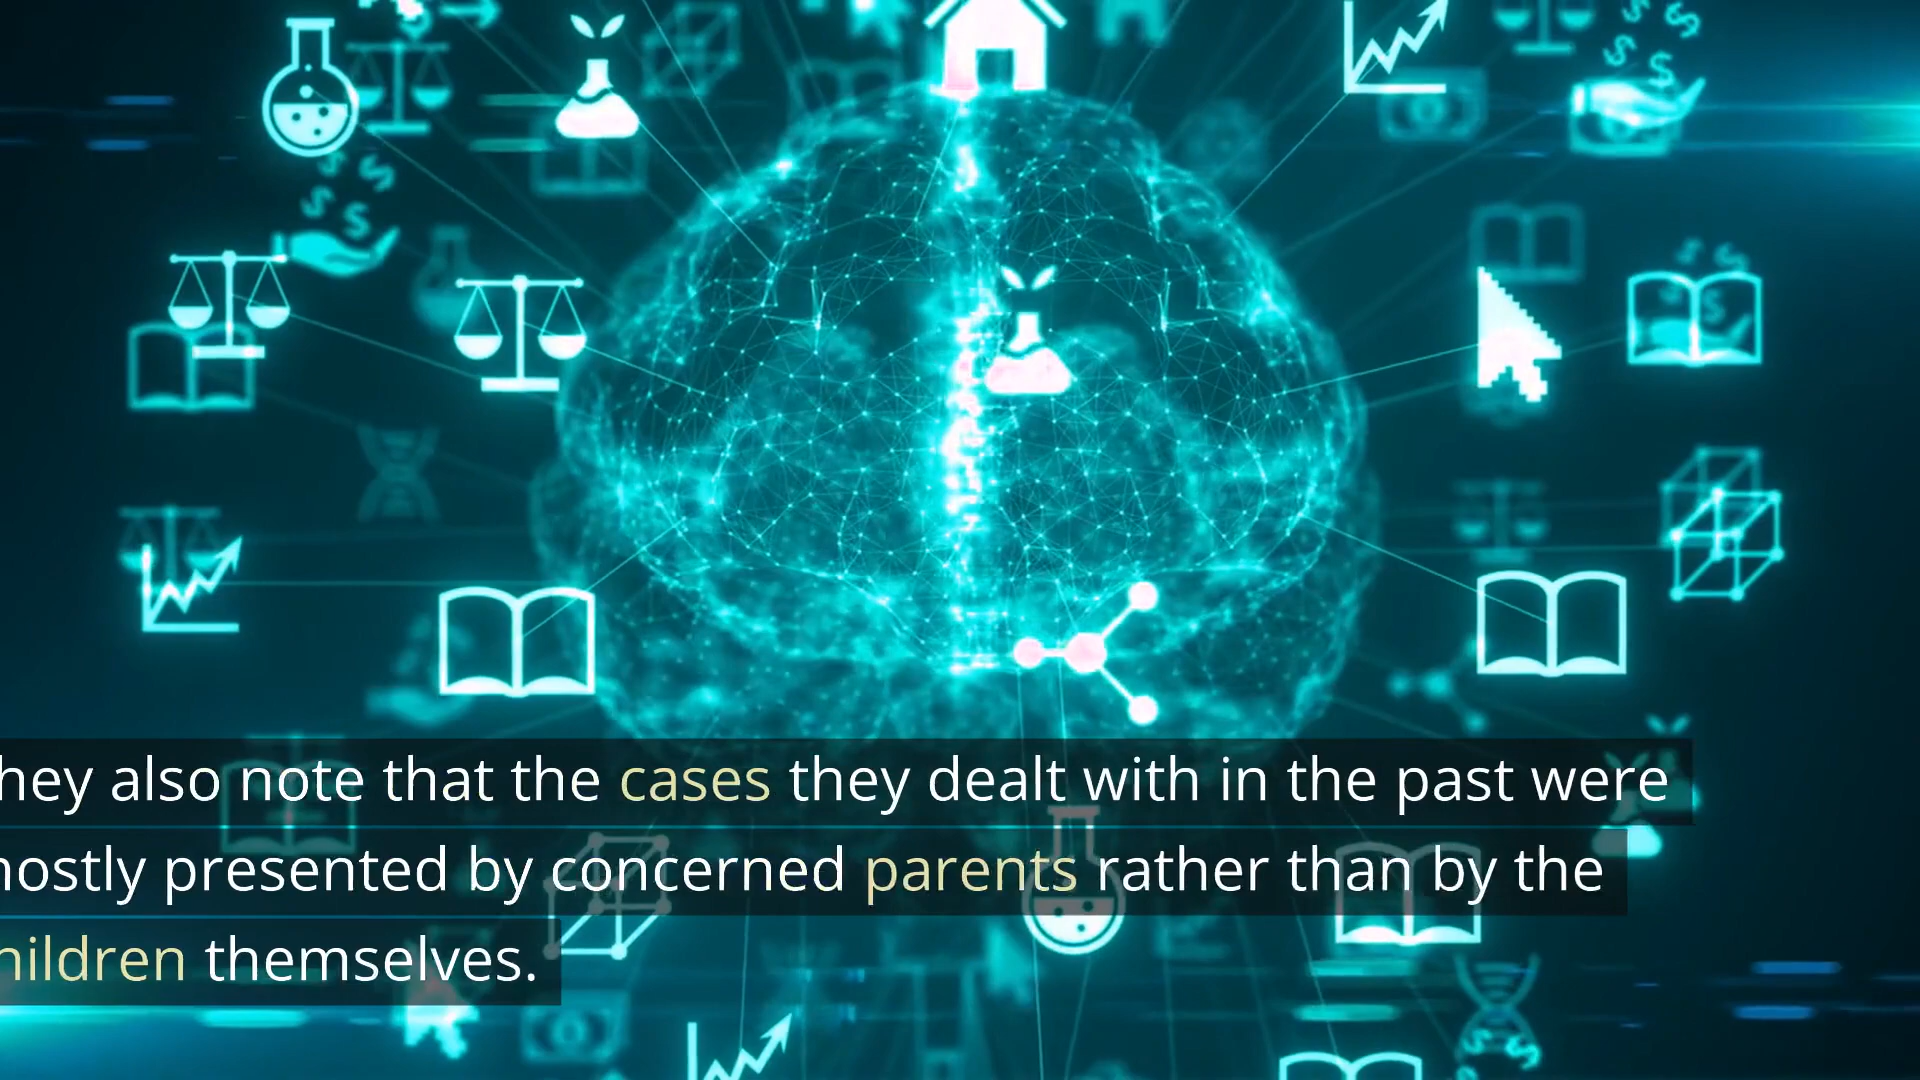 hey also note that the cases they dealt with in the past were
ostly presented by concerned parents rather than by the
hildren themselves.